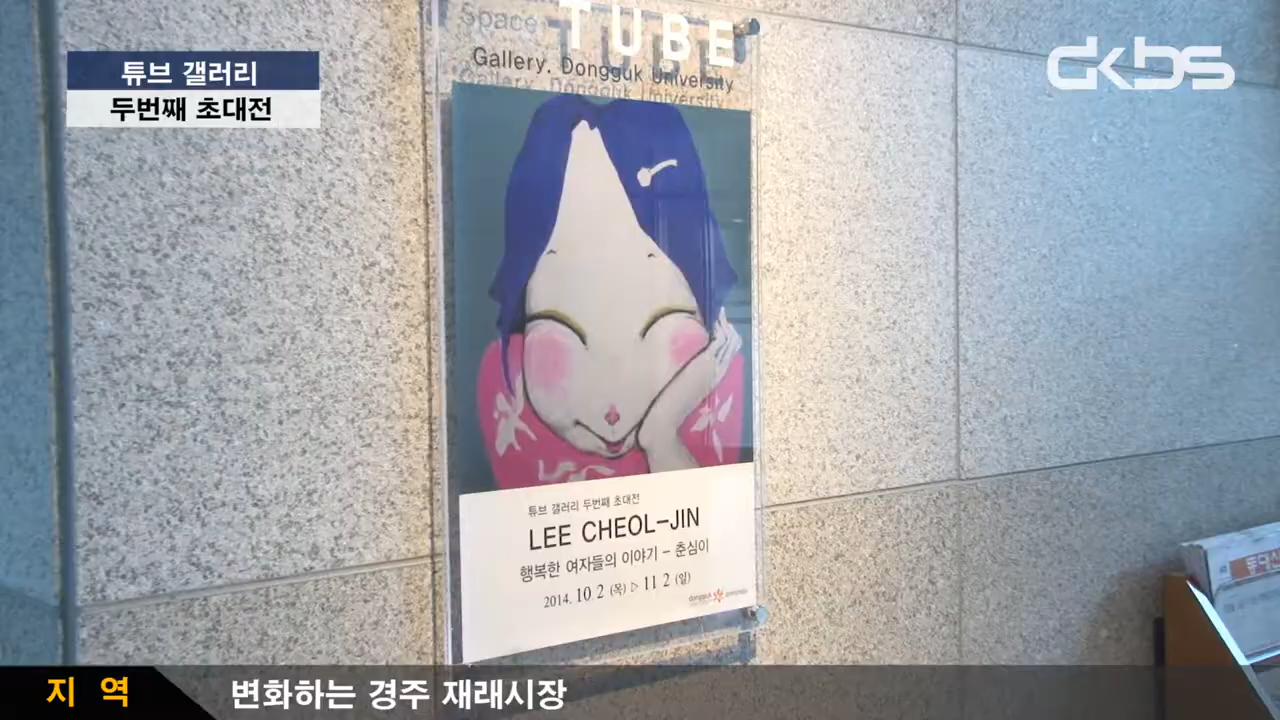 튜브 갤러리
두번째 초대전
dkbs
Space TUBE
Gallery. Dongguk University
튜브 갤러리 두번째 초대전
LEE CHEOL-JIN
행복한 여자들의 이야기 - 춘심이
2014. 10 2 (목) ▷ 11 2 (일)
dongguk
지 역
변화하는 경주 재래시장